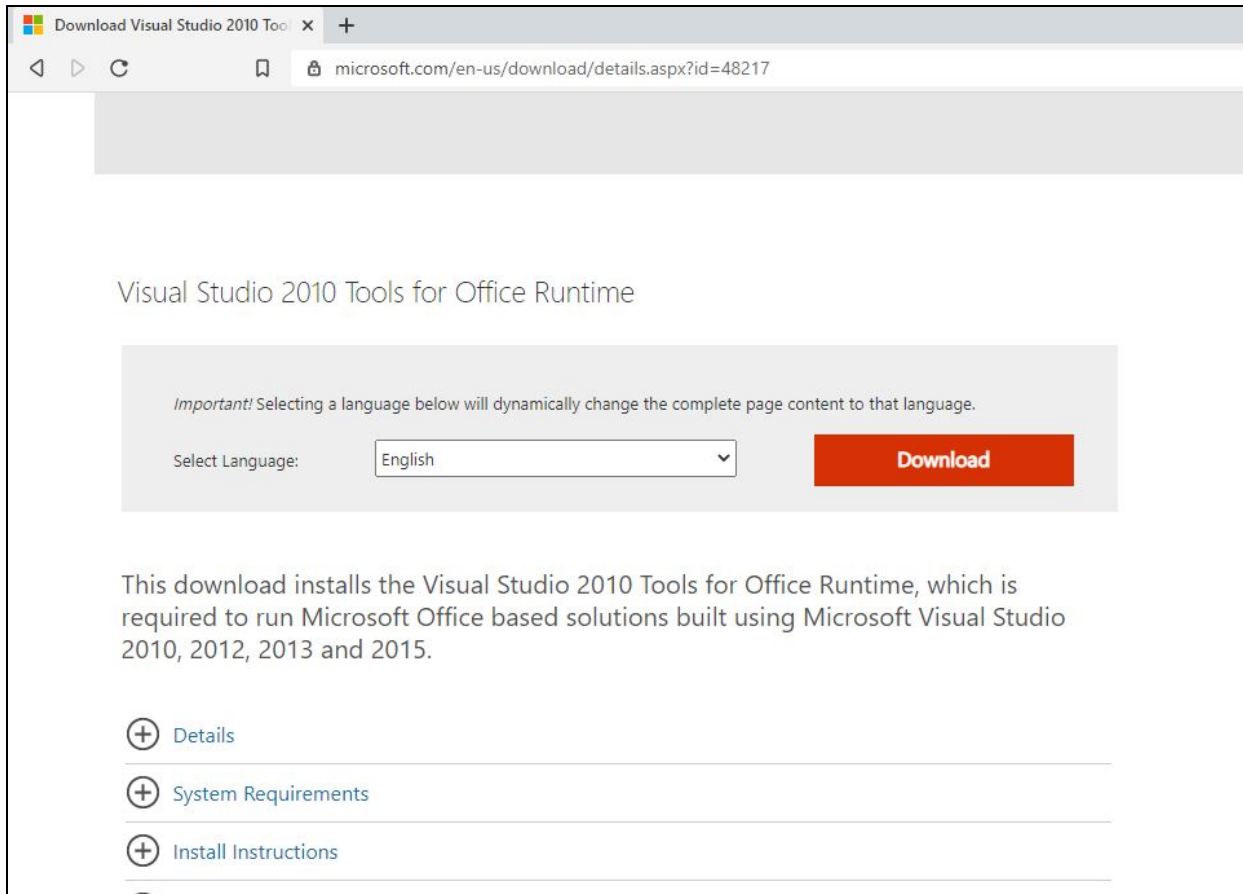 Download Visual Studio 2010 Tool
microsoft.com/en-us/download/details.aspx?id=48217
Visual Studio 2010 Tools for Office Runtime
Important! Selecting a language below will dynamically change the complete page content to that language.
Select Language: English Download
This download installs the Visual Studio 2010 Tools for Office Runtime, which is
required to run Microsoft Office based solutions built using Microsoft Visual Studio
2010, 2012, 2013 and 2015.
Details
System Requirements
Install Instructions